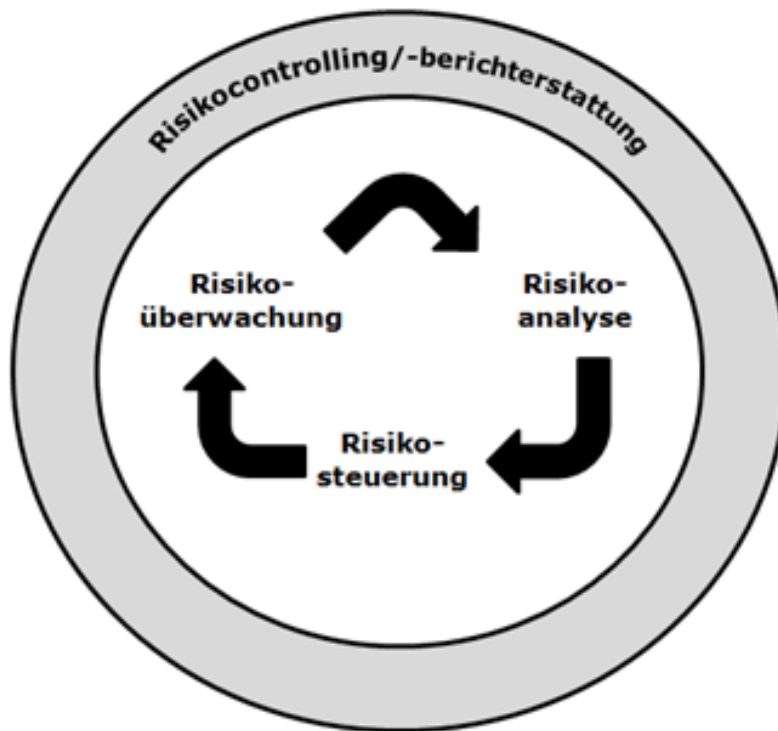 Risikocontrolling/-berichterstattung
Risiko-
überwachung
Risiko-
analyse
Risiko-
steuerung